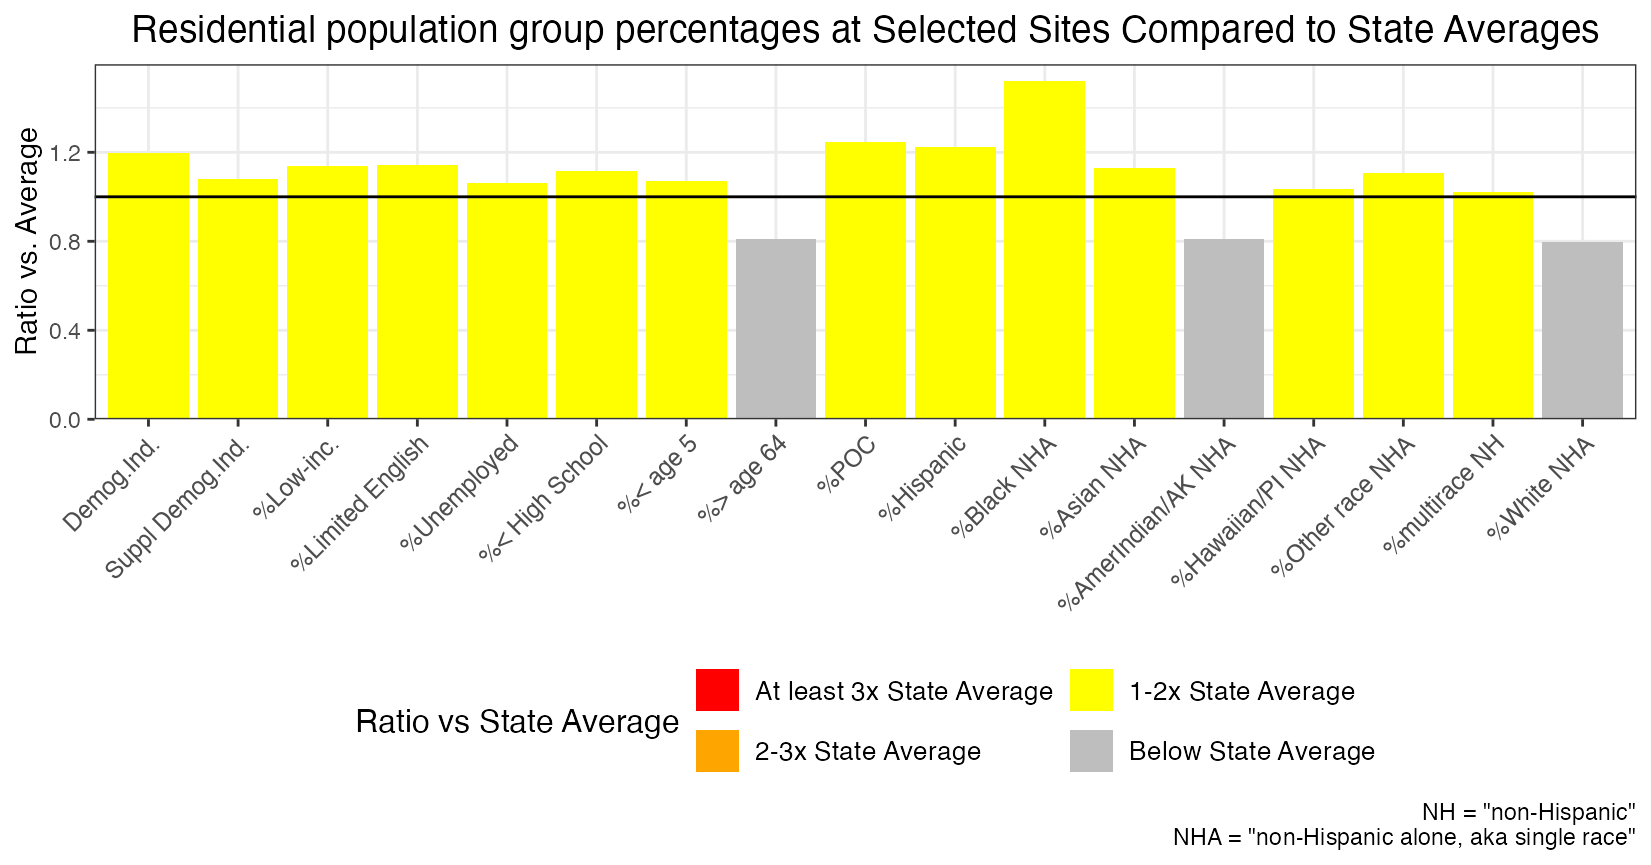 Residential population group percentages at Selected Sites Compared to State Averages
Ratio vs. Average
1.2
0.8
0.4
0.0
Demog.Ind.
Suppl Demog.Ind.
%Low-inc.
%Limited English
%Unemployed
%< High School
%< age 5
%> age 64
%POC
%Hispanic
%Black NHA
%Asian NHA
%AmerIndian/AK NHA
%Hawaiian/PI NHA
%Other race NHA
%multirace NH
%White NHA
Ratio vs State Average
At least 3x State Average
2-3x State Average
1-2x State Average
Below State Average
NH = "non-Hispanic"
NHA = "non-Hispanic alone, aka single race"